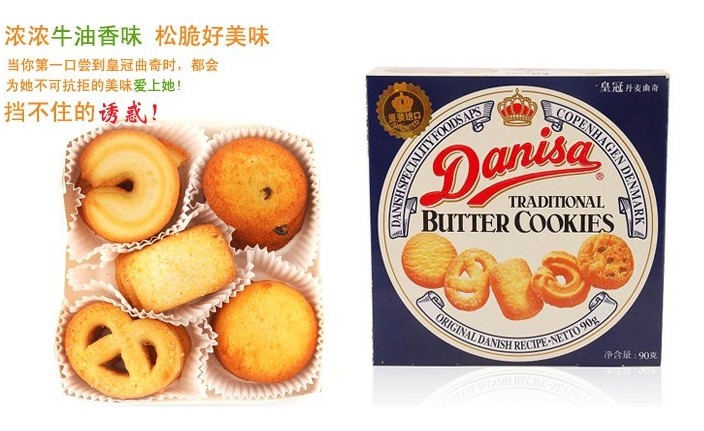 浓浓牛油香味 松脆好美味
当你第一口尝到皇冠曲奇时，都会
为她不可抗拒的美味爱上她！
挡不住的诱惑！
皇冠 丹麦曲奇
原装进口
IMPORTED
DANISH SPECIALITY FOODS APS
COPENHAGEN DENMARK
Danisa®
TRADITIONAL
BUTTER COOKIES
ORIGINAL DANISH RECIPE·NETTO 90g
净含量：90克